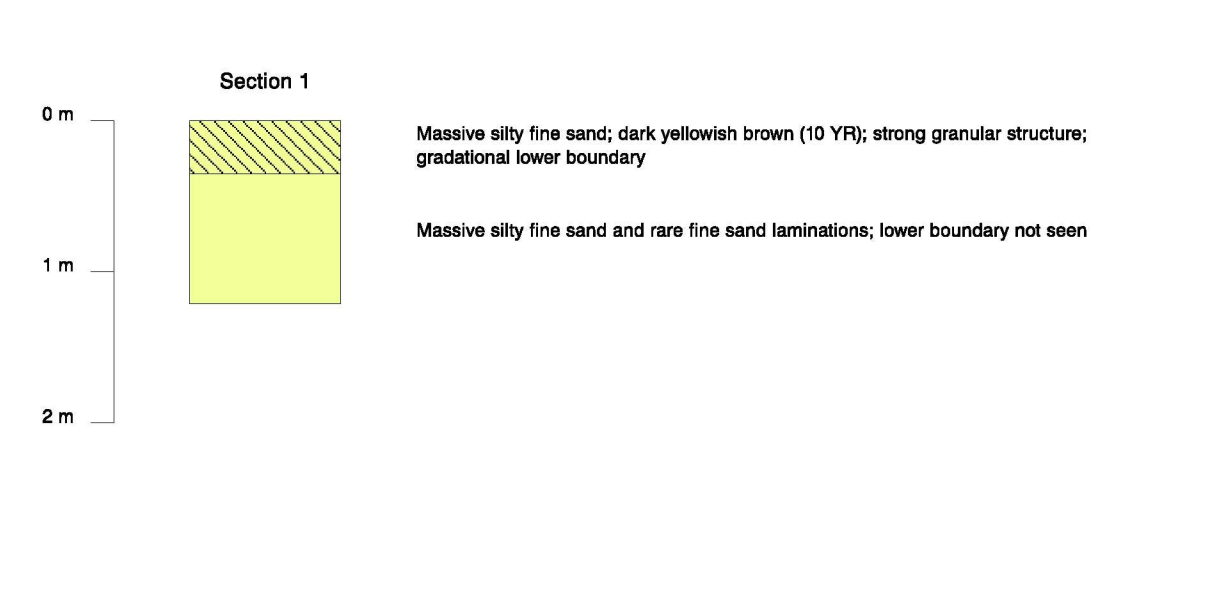 Section 1
0 m
Massive silty fine sand; dark yellowish brown (10 YR); strong granular structure;
gradational lower boundary
Massive silty fine sand and rare fine sand laminations; lower boundary not seen
1 m
2 m